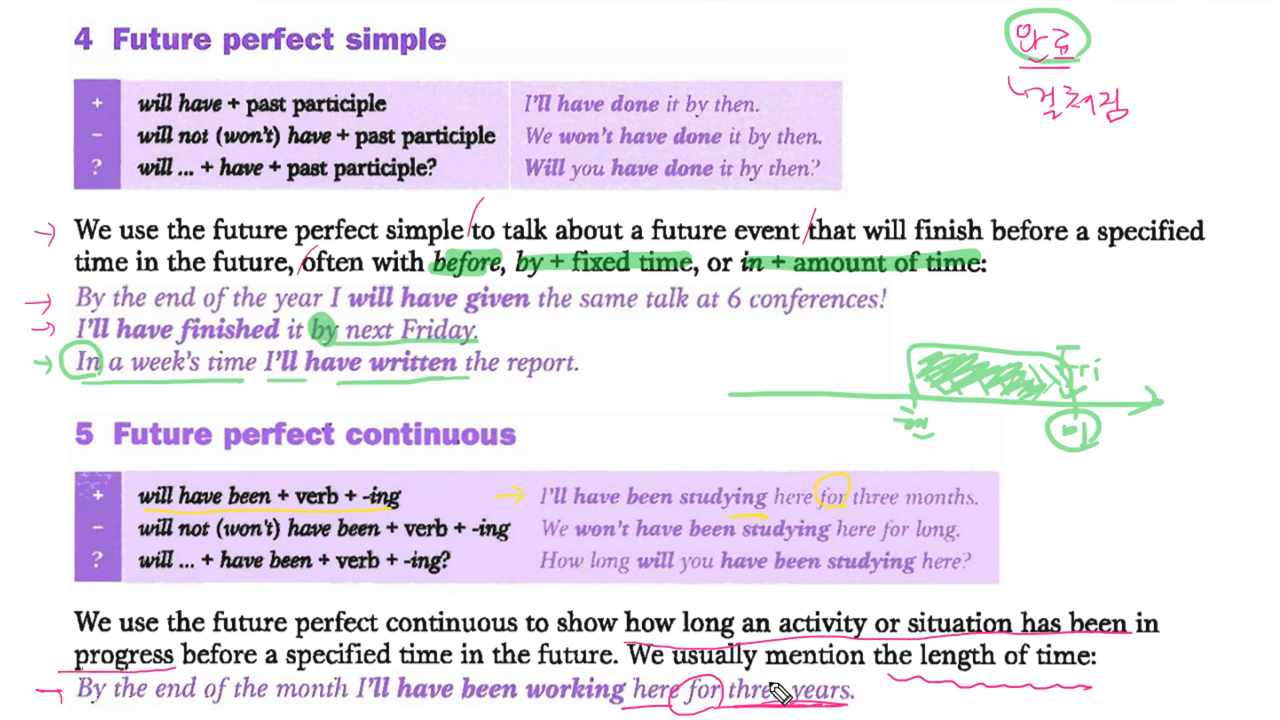 4 Future perfect simple
완료
걸쳐짐
+ will have + past participle I'll have done it by then.
– will not (won't) have + past participle We won't have done it by then.
? will ... + have + past participle? Will you have done it by then?
We use the future perfect simple to talk about a future event that will finish before a specified
time in the future, often with before, by + fixed time, or in + amount of time:
By the end of the year I will have given the same talk at 6 conferences!
I'll have finished it by next Friday.
In a week's time I'll have written the report.
Fri
5 Future perfect continuous
+ will have been + verb + -ing I'll have been studying here for three months.
– will not (won't) have been + verb + -ing We won't have been studying here for long.
? will ... + have been + verb + -ing? How long will you have been studying here?
We use the future perfect continuous to show how long an activity or situation has been in
progress before a specified time in the future. We usually mention the length of time:
By the end of the month I'll have been working here for three years.